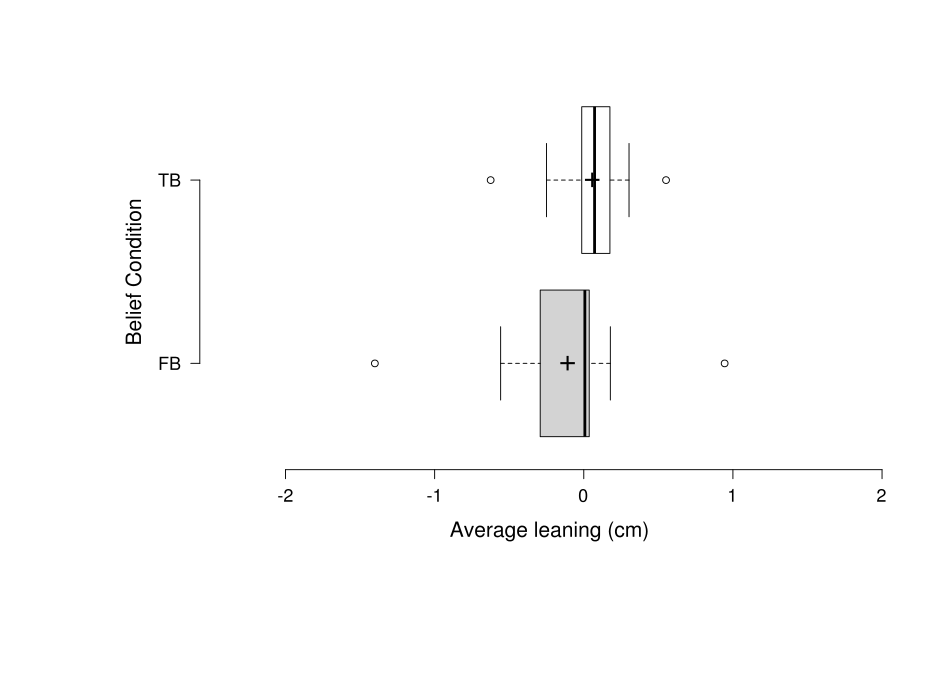 TB
Belief Condition
FB
-2 -1 0 1 2
Average leaning (cm)